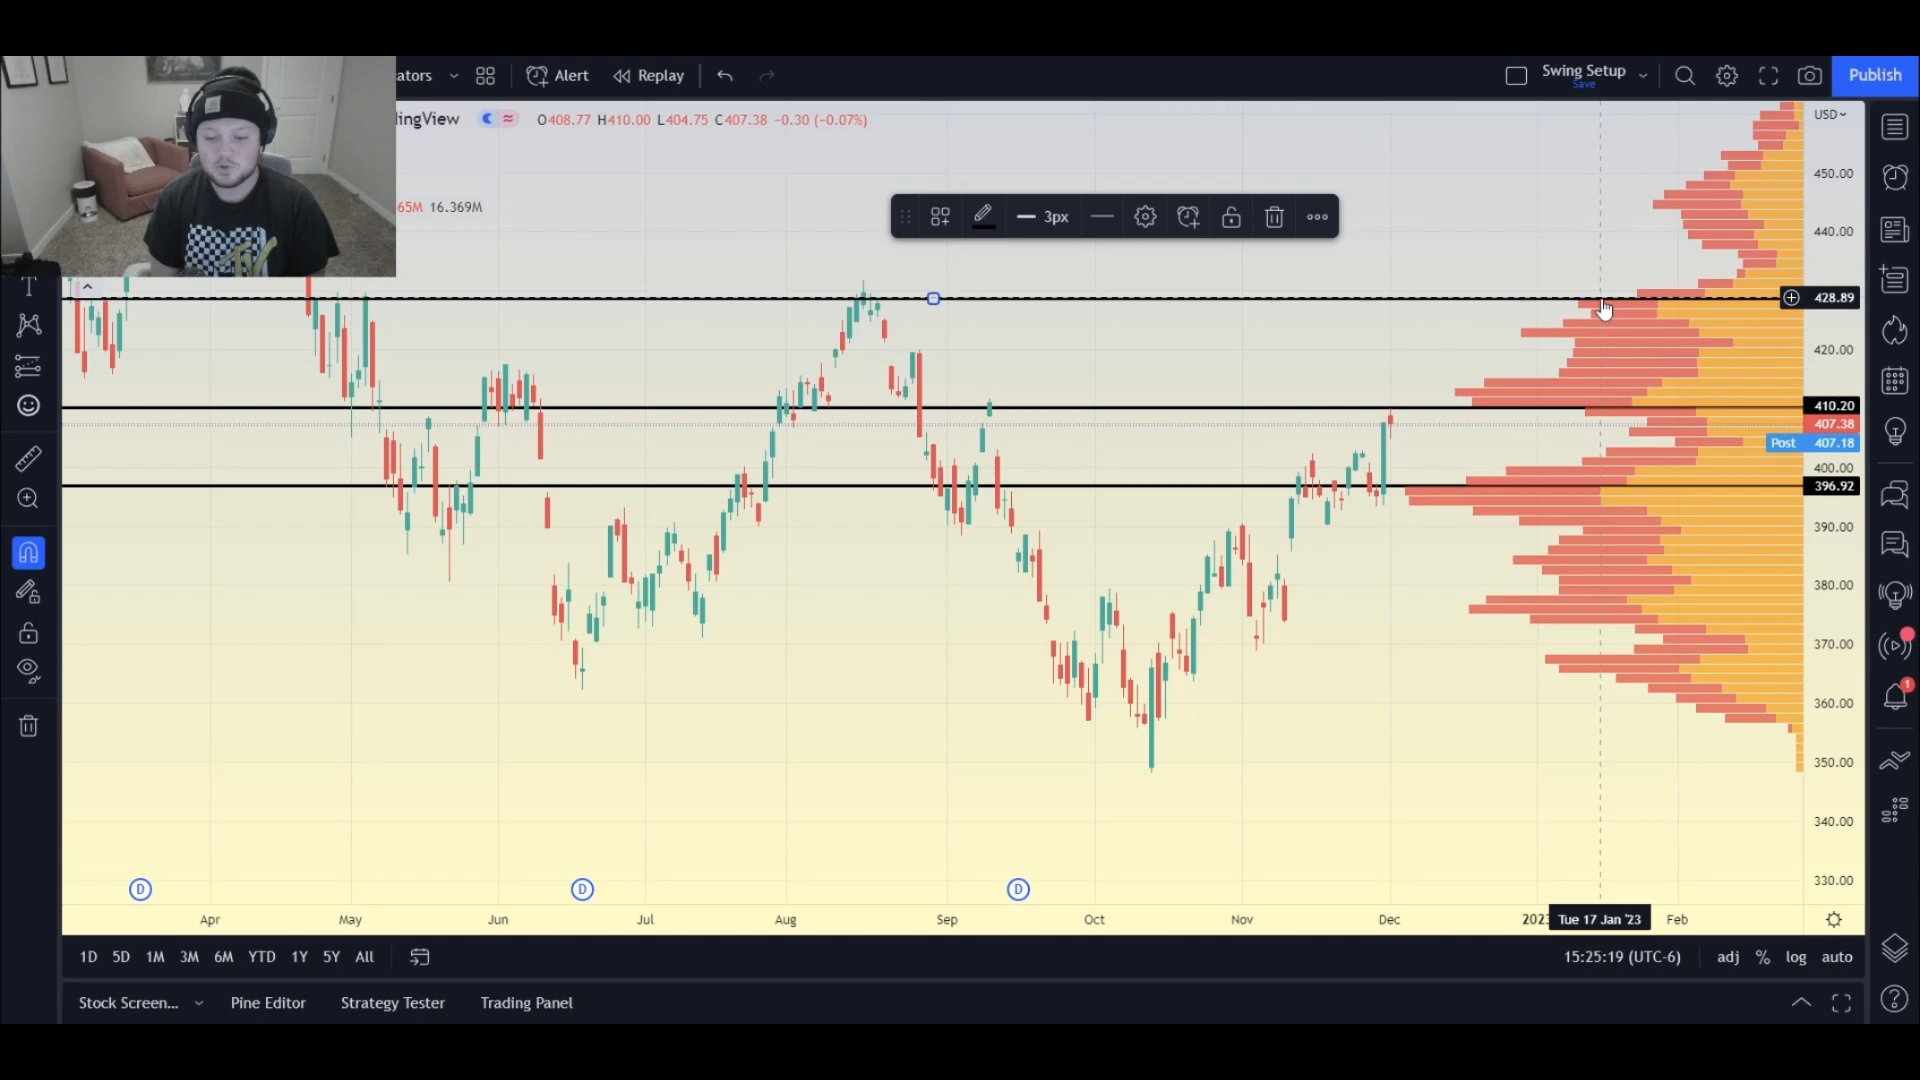 ators
Alert
Replay
Swing Setup
Save
Publish
ingView
O408.77 H410.00 L404.75 C407.38 −0.30 (−0.07%)
USD
65M 16.369M
3px
450.00
440.00
428.89
420.00
410.20
407.38
Post 407.18
400.00
396.92
390.00
380.00
370.00
360.00
350.00
340.00
330.00
D D D
Apr May Jun Jul Aug Sep Oct Nov Dec 2023 Tue 17 Jan '23 Feb
1D 5D 1M 3M 6M YTD 1Y 5Y All
15:25:19 (UTC-6) adj % log auto
Stock Screen... Pine Editor Strategy Tester Trading Panel
1